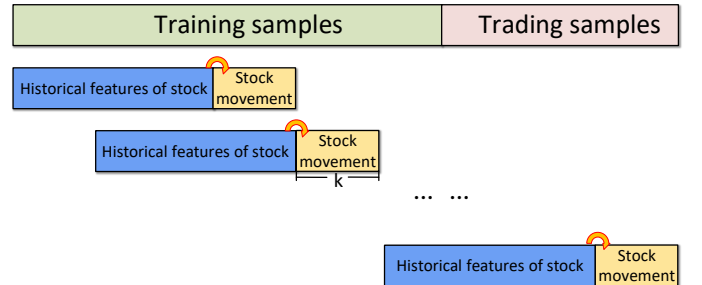 Training samples
Trading samples
Historical features of stock
Stock
movement
Historical features of stock
Stock
movement
k
... ...
Historical features of stock
Stock
movement